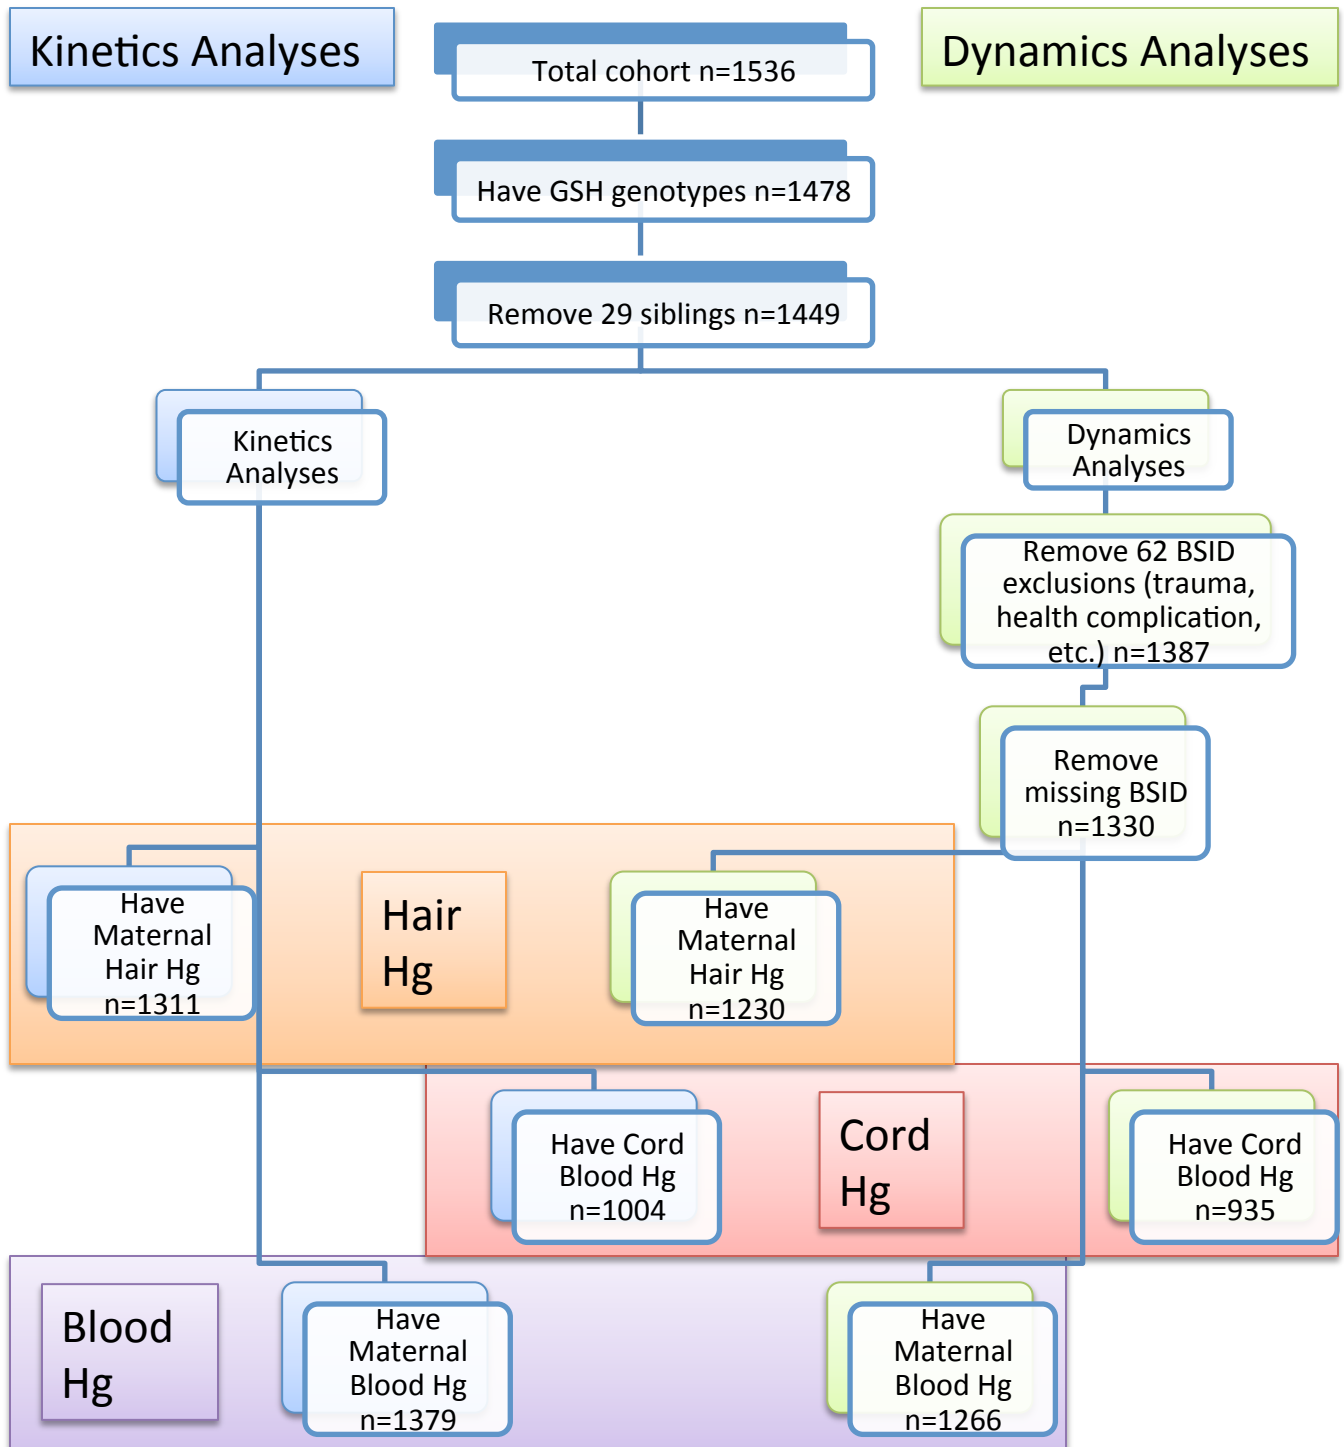 Kinetics Analyses
Dynamics Analyses
Total cohort n=1536
Have GSH genotypes n=1478
Remove 29 siblings n=1449
Kinetics
Analyses
Dynamics
Analyses
Remove 62 BSID
exclusions (trauma,
health complication,
etc.) n=1387
Remove
missing BSID
n=1330
Have
Maternal
Hair Hg
n=1311
Hair
Hg
Have
Maternal
Hair Hg
n=1230
Have Cord
Blood Hg
n=1004
Cord
Hg
Have Cord
Blood Hg
n=935
Blood
Hg
Have
Maternal
Blood Hg
n=1379
Have
Maternal
Blood Hg
n=1266